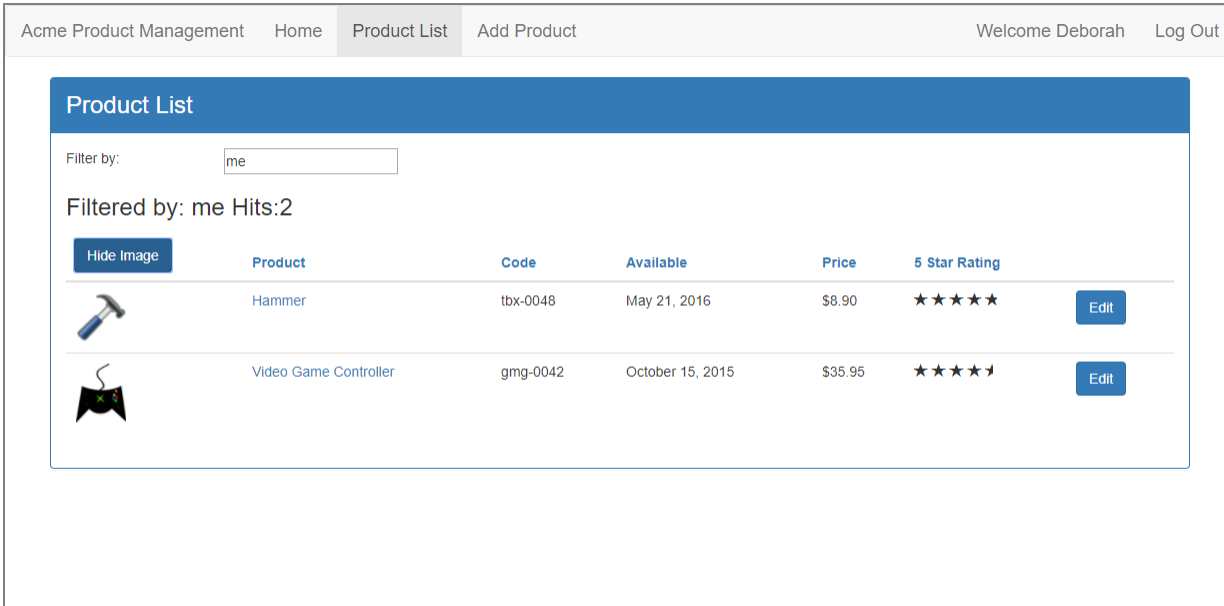 Acme Product Management Home Product List Add Product Welcome Deborah Log Out
Product List
Filter by: me
Filtered by: me Hits:2
Hide Image Product Code Available Price 5 Star Rating
Hammer tbx-0048 May 21, 2016 $8.90 Edit
Video Game Controller gmg-0042 October 15, 2015 $35.95 Edit